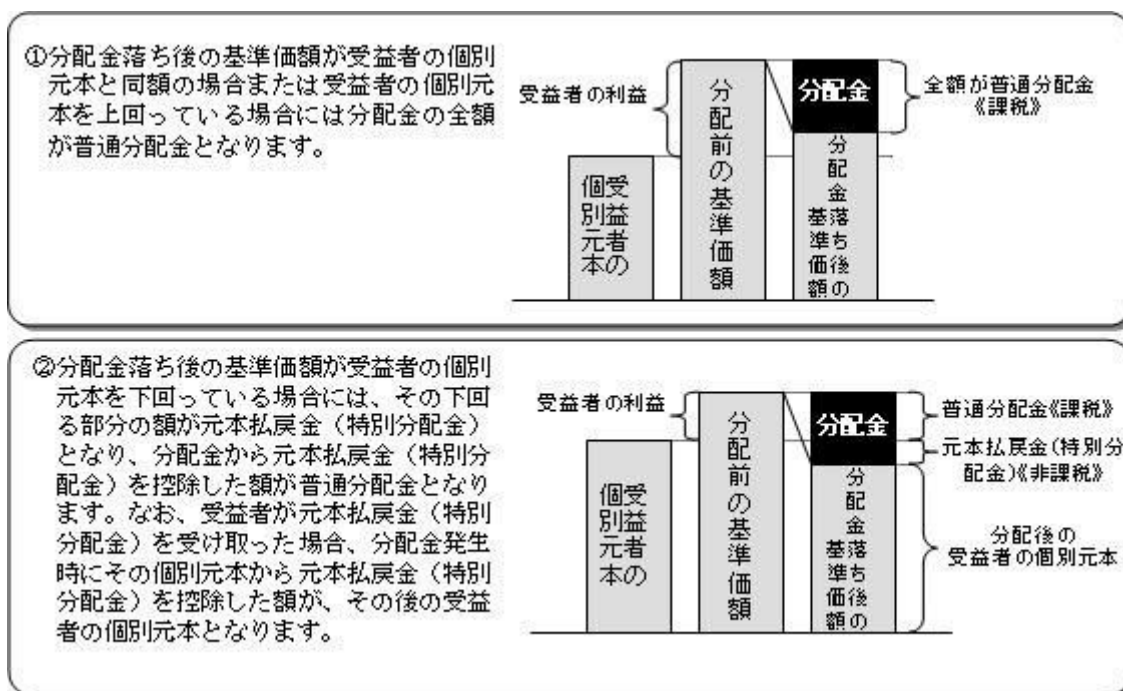 ①分配金落ち後の基準価額が受益者の個別
元本と同額の場合または受益者の個別元
本を上回っている場合には分配金の全額
が普通分配金となります。
受益者の利益
受益者の
個別元本
分配前の基準価額
分配金
分配金落ち後の
基準価額
全額が普通分配金
《課税》
②分配金落ち後の基準価額が受益者の個別
元本を下回っている場合には、その下回
る部分の額が元本払戻金（特別分配金）
となり、分配金から元本払戻金（特別分
配金）を控除した額が普通分配金となり
ます。なお、受益者が元本払戻金（特別
分配金）を受け取った場合、分配金発生
時にその個別元本から元本払戻金（特別
分配金）を控除した額が、その後の受益
者の個別元本となります。
受益者の利益
受益者の
個別元本
分配前の基準価額
分配金
分配金落ち後の
基準価額
普通分配金《課税》
元本払戻金(特別分
配金)《非課税》
分配後の
受益者の個別元本